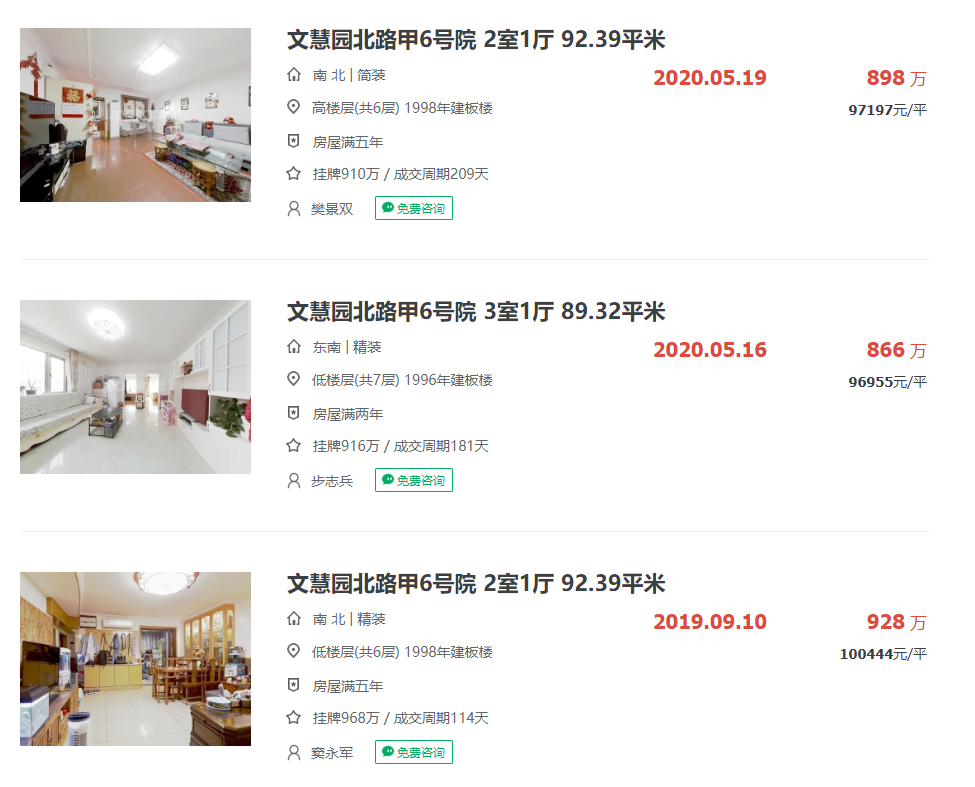 文慧园北路甲6号院 2室1厅 92.39平米
南 北 | 简装
2020.05.19
898 万
高楼层(共6层) 1998年建板楼
97197元/平
房屋满五年
挂牌910万 / 成交周期209天
樊景双
免费咨询
福
文慧园北路甲6号院 3室1厅 89.32平米
东南 | 精装
2020.05.16
866 万
低楼层(共7层) 1996年建板楼
96955元/平
房屋满两年
挂牌916万 / 成交周期181天
步志兵
免费咨询
文慧园北路甲6号院 2室1厅 92.39平米
南 北 | 精装
2019.09.10
928 万
低楼层(共6层) 1998年建板楼
100444元/平
房屋满五年
挂牌968万 / 成交周期114天
窦永军
免费咨询